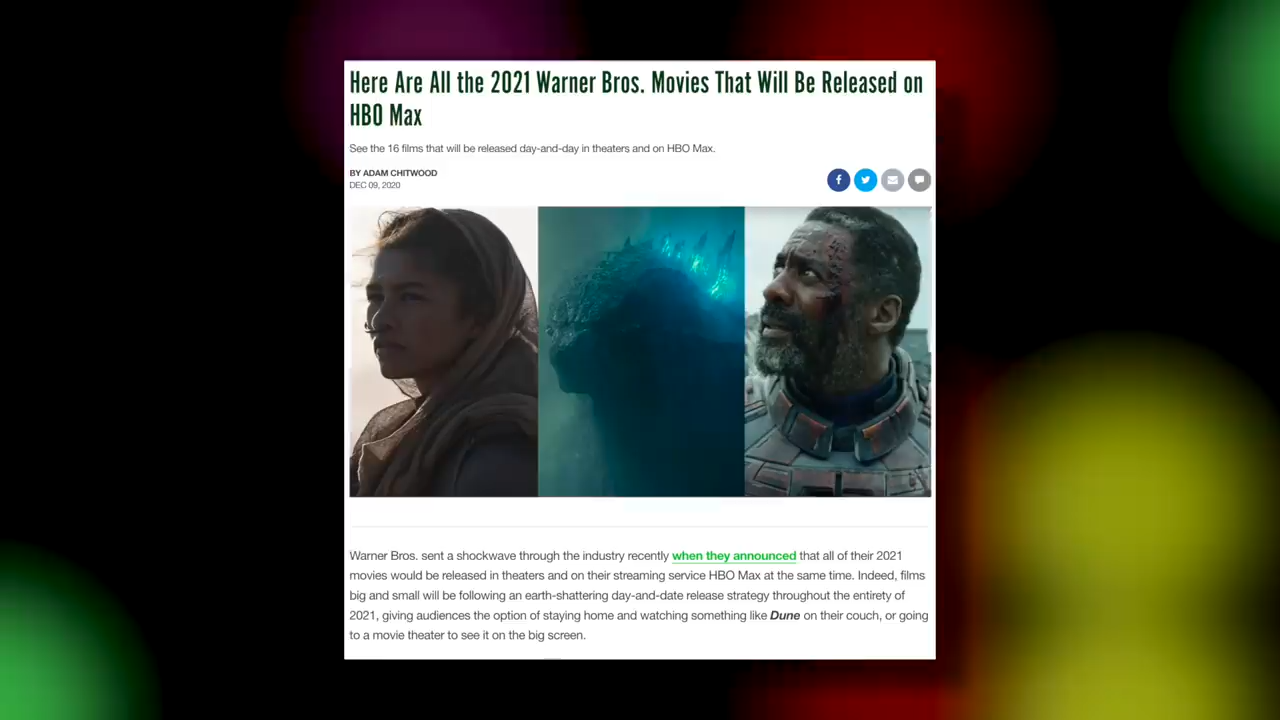 Here Are All the 2021 Warner Bros. Movies That Will Be Released on
HBO Max
See the 16 films that will be released day-and-day in theaters and on HBO Max.
BY ADAM CHITWOOD
DEC 09, 2020
Warner Bros. sent a shockwave through the industry recently when they announced that all of their 2021
movies would be released in theaters and on their streaming service HBO Max at the same time. Indeed, films
big and small will be following an earth-shattering day-and-date release strategy throughout the entirety of
2021, giving audiences the option of staying home and watching something like Dune on their couch, or going
to a movie theater to see it on the big screen.